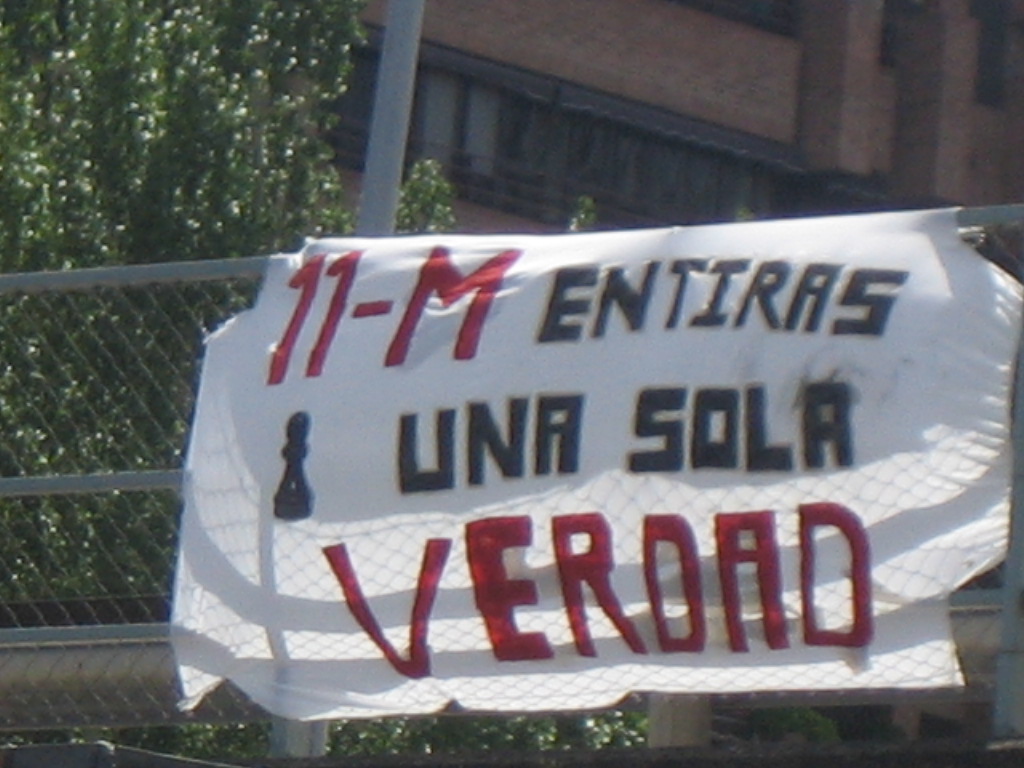 11-M ENTIRAS
UNA SOLA
VERDAD